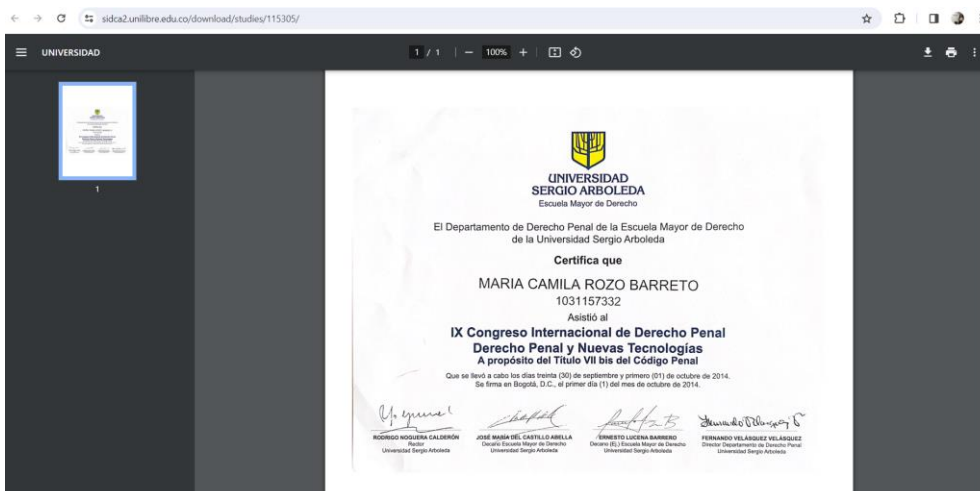 sidca2.unilibre.edu.co/download/studies/115305/
UNIVERSIDAD
1 / 1
100%
1
UNIVERSIDAD
SERGIO ARBOLEDA
Escuela Mayor de Derecho
El Departamento de Derecho Penal de la Escuela Mayor de Derecho
de la Universidad Sergio Arboleda
Certifica que
MARIA CAMILA ROZO BARRETO
1031157332
Asistió al
IX Congreso Internacional de Derecho Penal
Derecho Penal y Nuevas Tecnologías
A propósito del Título VII bis del Código Penal
Que se llevó a cabo los días treinta (30) de septiembre y primero (01) de octubre de 2014.
Se firma en Bogotá, D.C., el primer día (1) del mes de octubre de 2014.
RODRIGO NOGUERA CALDERÓN
Rector
Universidad Sergio Arboleda
JOSÉ MARÍA DEL CASTILLO ABELLA
Decano Escuela Mayor de Derecho
Universidad Sergio Arboleda
ERNESTO LUCENA BARRERO
Decano (Ej.) Escuela Mayor de Derecho
Universidad Sergio Arboleda
FERNANDO VELÁSQUEZ VELÁSQUEZ
Director Departamento de Derecho Penal
Universidad Sergio Arboleda